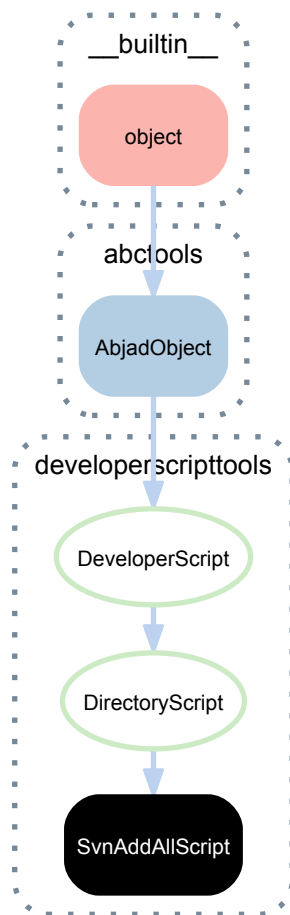 __builtin__
object
abctools
AbjadObject
developerscripttools
DeveloperScript
DirectoryScript
SvnAddAllScript